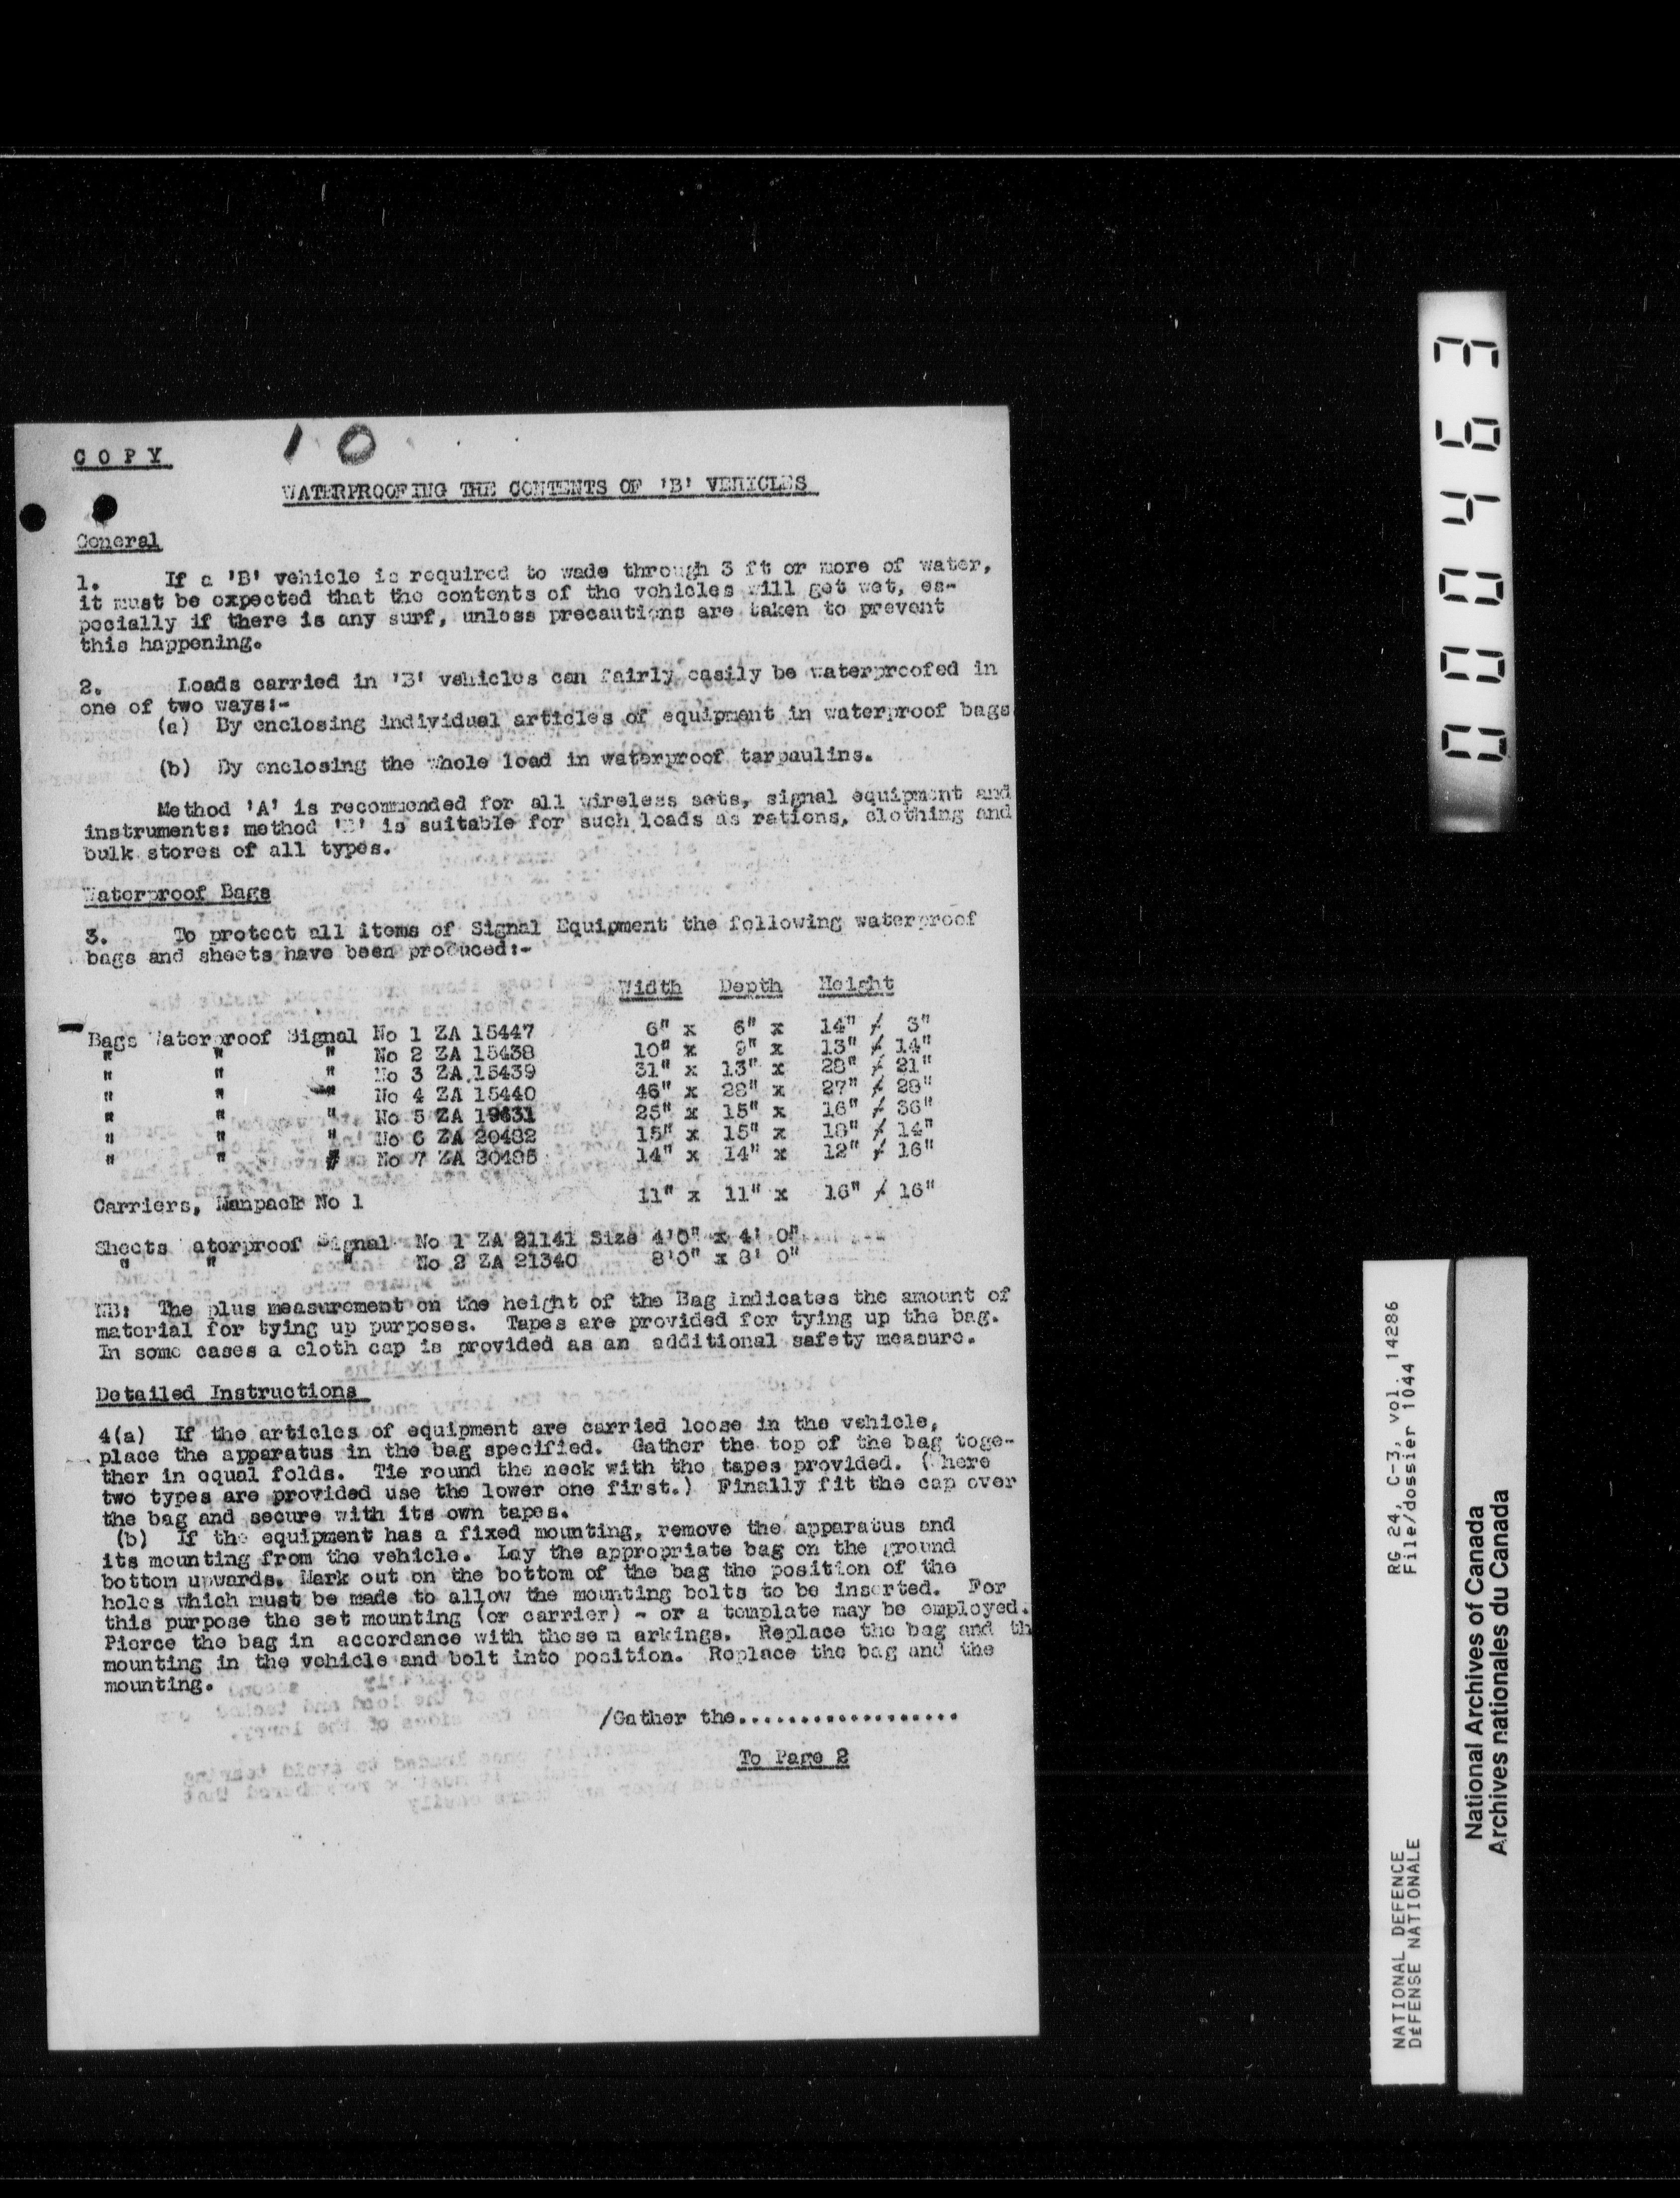 COPY
10
WATERPROOFING THE CONTENTS OF 'B' VEHICLES
General
1. If a 'B' vehicle is required to wade through 3 ft or more of water,
it must be expected that the contents of the vehicles will get wet, es-
pecially if there is any surf, unless precautions are taken to prevent
this happening.
2. Loads carried in 'B' vehicles can fairly easily be waterproofed in
one of two ways:-
(a) By enclosing individual articles of equipment in waterproof bags
(b) By enclosing the whole load in waterproof tarpaulins.
Method 'A' is recommended for all wireless sets, signal equipment and
instruments: method 'B' is suitable for such loads as rations, clothing and
bulk stores of all types.
Waterproof Bags
3. To protect all items of Signal Equipment the following waterproof
bags and sheets have been produced:-
Width Depth Height
Bags Waterproof Signal No 1 ZA 15447 6" x 6" x 14" / 3"
" " " No 2 ZA 15438 10" x 9" x 13" / 14"
" " " No 3 ZA 15439 31" x 13" x 28" / 21"
" " " No 4 ZA 15440 46" x 28" x 27" / 28"
" " " No 5 ZA 19631 25" x 15" x 16" / 36"
" " " No 6 ZA 20482 15" x 15" x 18" / 14"
" " " No 7 ZA 20485 14" x 14" x 12" / 16"
Carriers, Manpack No 1 11" x 11" x 16" / 16"
Sheets aterproof Signal No 1 ZA 21141 Size 4'0" x 4' 0"
" " " No 2 ZA 21340 8'0" x 8' 0"
NB: The plus measurement on the height of the Bag indicates the amount of
material for tying up purposes. Tapes are provided for tying up the bag.
In some cases a cloth cap is provided as an additional safety measure.
Detailed Instructions
4(a) If the articles of equipment are carried loose in the vehicle,
place the apparatus in the bag specified. Gather the top of the bag toge-
ther in equal folds. Tie round the neck with the tapes provided. ( here
two types are provided use the lower one first.) Finally fit the cap over
the bag and secure with its own tapes.
(b) If the equipment has a fixed mounting, remove the apparatus and
its mounting from the vehicle. Lay the appropriate bag on the ground
bottom upwards. Mark out on the bottom of the bag the position of the
holes which must be made to allow the mounting bolts to be inserted. For
this purpose the set mounting (or carrier) - or a template may be employed.
Pierce the bag in accordance with these m arkings. Replace the bag and th
mounting in the vehicle and bolt into position. Replace the bag and the
mounting.
/Gather the...................
To Page 2
000463
RG 24, C-3, vol. 14286
File/dossier 1044
NATIONAL DEFENCE
DÉFENSE NATIONALE
National Archives of Canada
Archives nationales du Canada